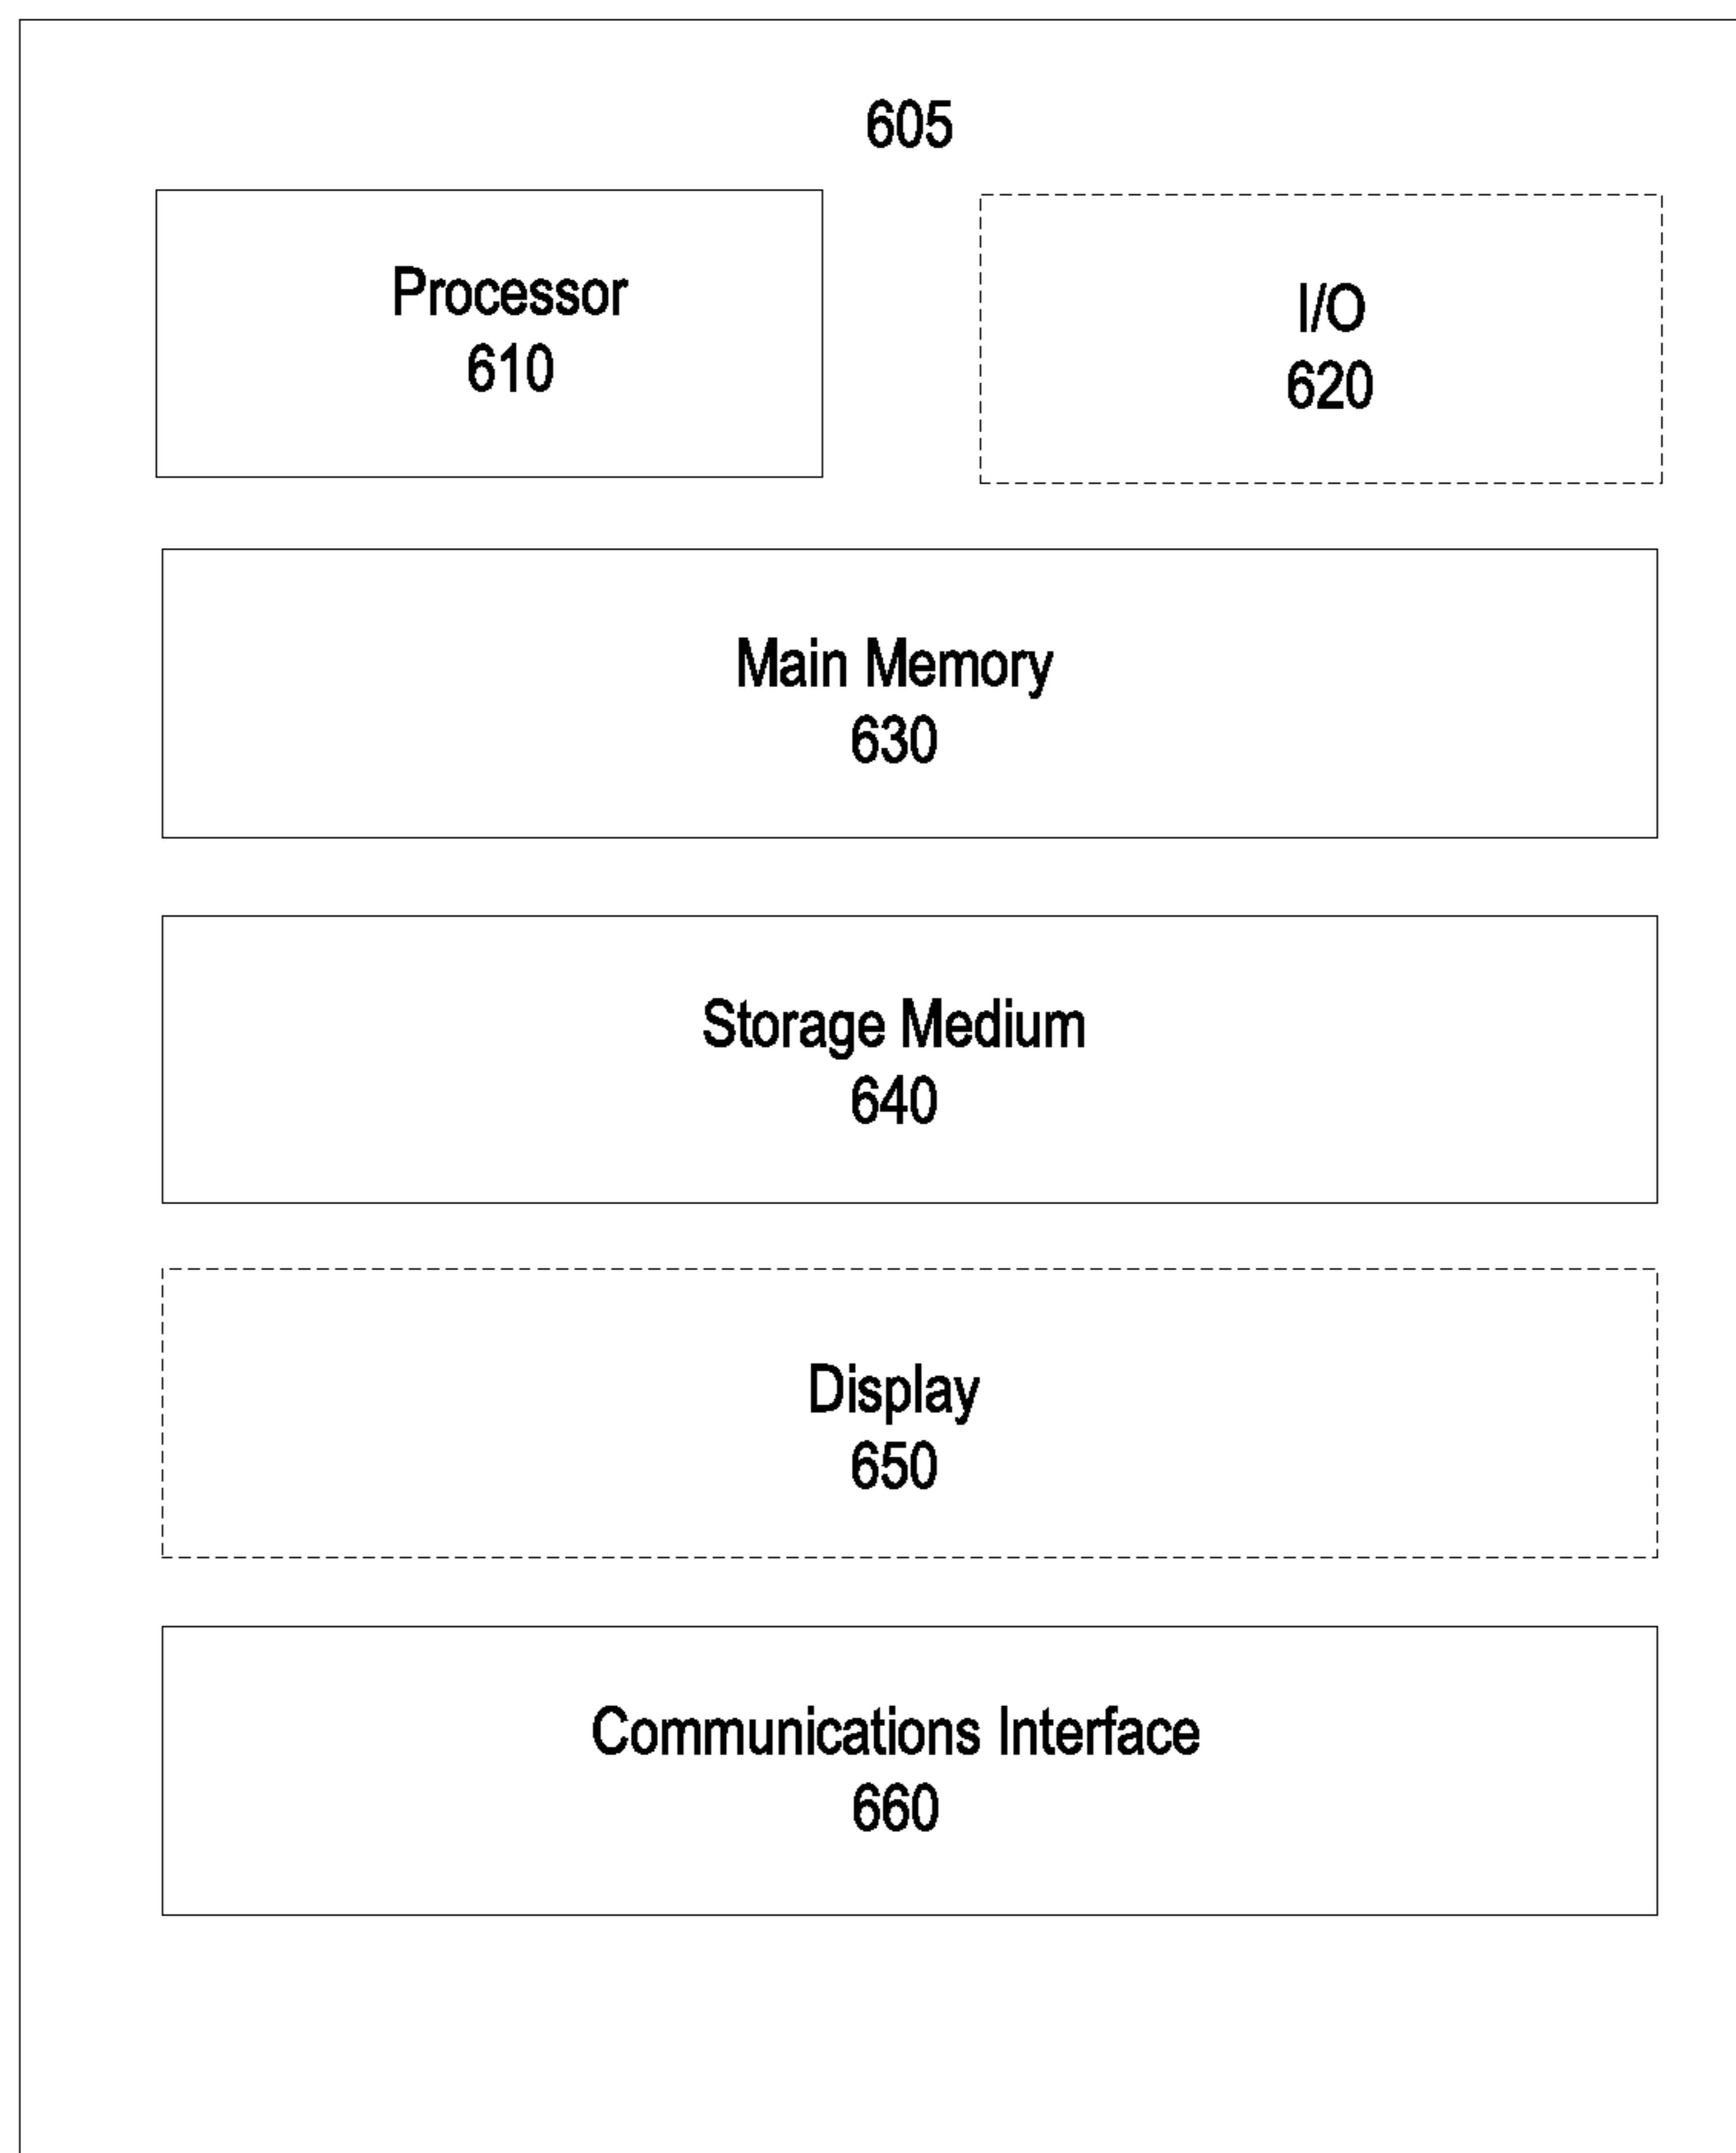 605
Processor
610
I/O
620
Main Memory
630
Storage Medium
640
Display
650
Communications Interface
660